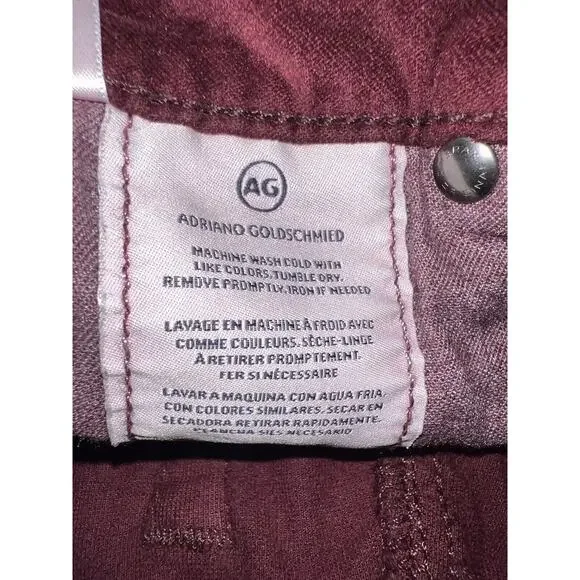 AG
ADRIANO GOLDSCHMIED
MACHINE WASH COLD WITH
LIKE COLORS. TUMBLE DRY.
REMOVE PROMPTLY. IRON IF NEEDED
LAVAGE EN MACHINE À FROID AVEC
COMME COULEURS. SÈCHE-LINGE
À RETIRER PROMPTEMENT.
FER SI NÉCESSAIRE
LAVAR A MAQUINA CON AGUA FRIA.
CON COLORES SIMILARES. SECAR EN
SECADORA RETIRAR RAPIDAMENTE.
PLANCHA SIES NECESARIO